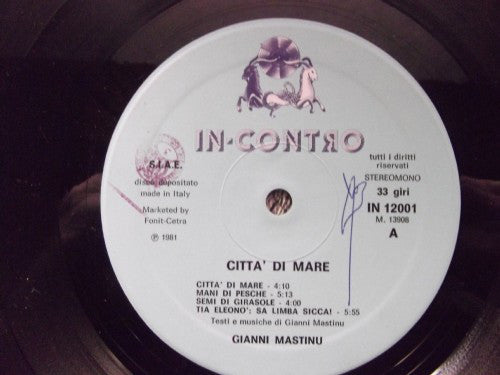 IN-CONTRO
S.I.A.E.
disco depositato
made in Italy
Marketed by
Fonit-Cetra
℗ 1981
tutti i diritti
riservati
STEREOMONO
33 giri
IN 12001
M. 13908
A
CITTA' DI MARE
CITTA' DI MARE - 4:10
MANI DI PESCHE - 5:13
SEMI DI GIRASOLE - 4:00
TIA ELEONO': SA LIMBA SICCA! - 5:55
Testi e musiche di Gianni Mastinu
GIANNI MASTINU